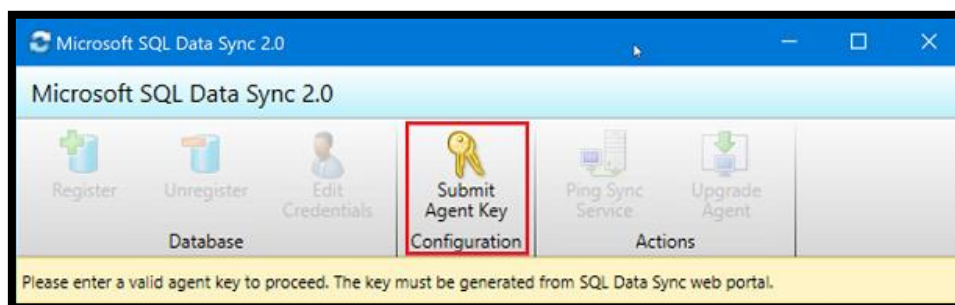 Microsoft SQL Data Sync 2.0
Microsoft SQL Data Sync 2.0
Register
Unregister
Edit
Credentials
Submit
Agent Key
Ping Sync
Service
Upgrade
Agent
Database
Configuration
Actions
Please enter a valid agent key to proceed. The key must be generated from SQL Data Sync web portal.